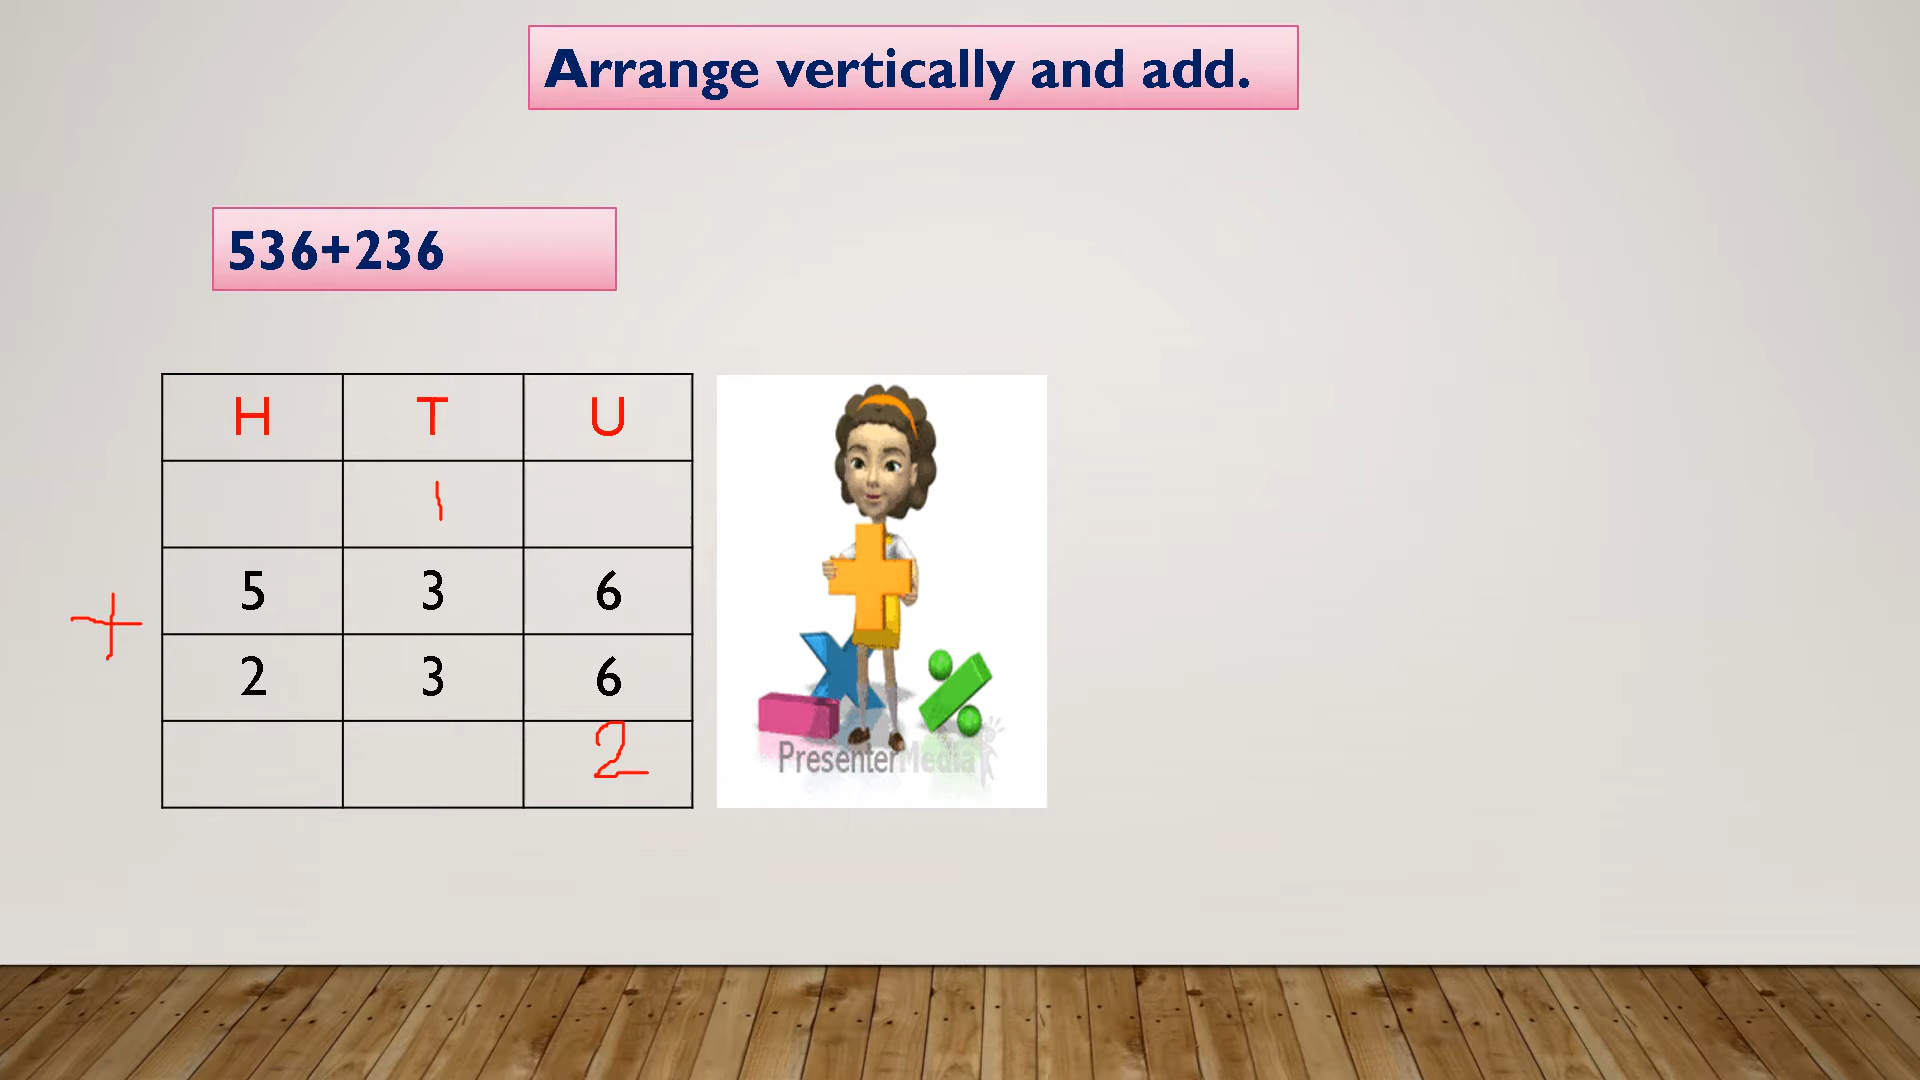 Arrange vertically and add.
536+236
H T U
1
5 3 6
+
2 3 6
2
PresenterMedia